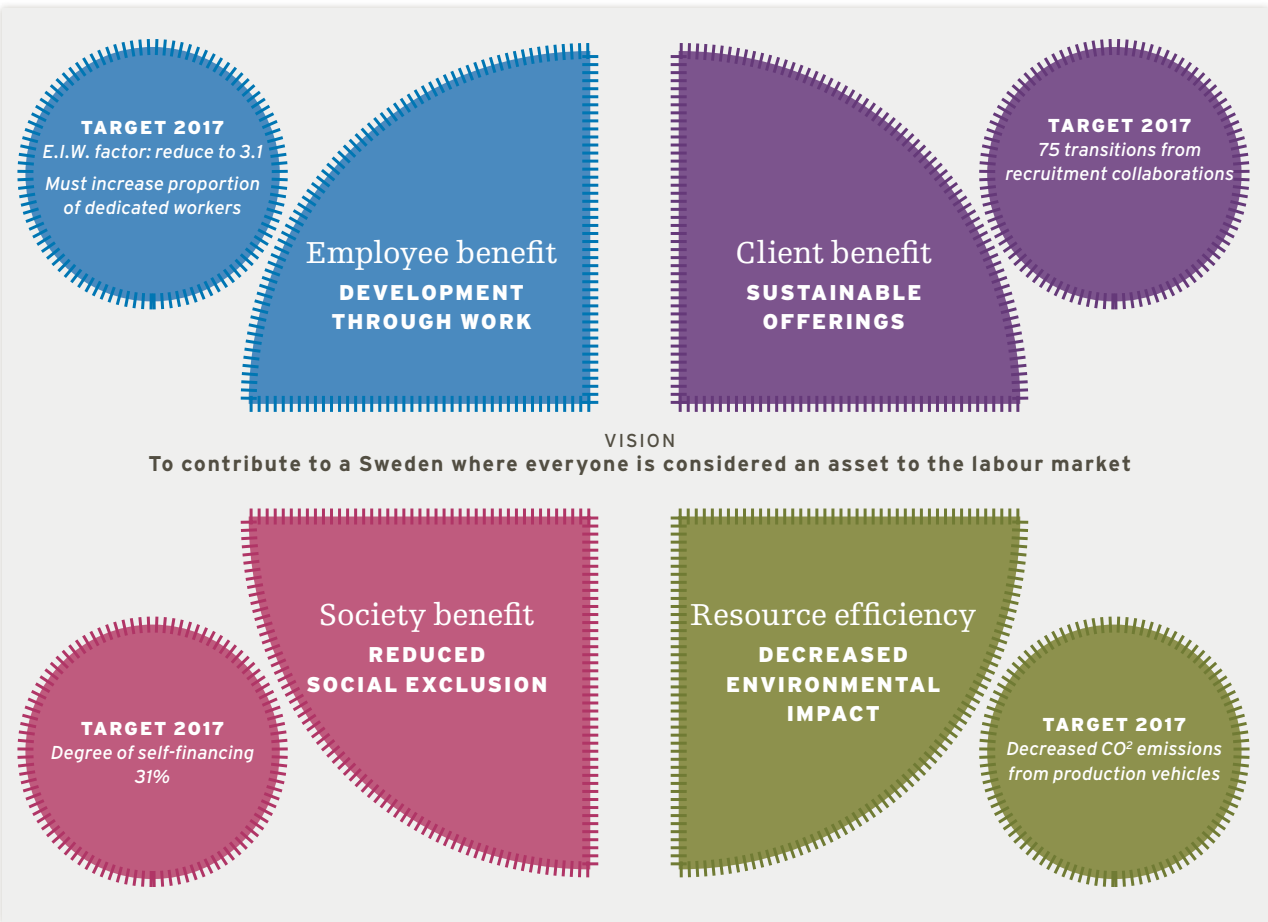 TARGET 2017
E.I.W. factor: reduce to 3.1
Must increase proportion
of dedicated workers
Employee benefit
DEVELOPMENT
THROUGH WORK
Client benefit
SUSTAINABLE
OFFERINGS
TARGET 2017
75 transitions from
recruitment collaborations
VISION
To contribute to a Sweden where everyone is considered an asset to the labour market
Society benefit
REDUCED
SOCIAL EXCLUSION
TARGET 2017
Degree of self-financing
31%
Resource efficiency
DECREASED
ENVIRONMENTAL
IMPACT
TARGET 2017
Decreased CO² emissions
from production vehicles